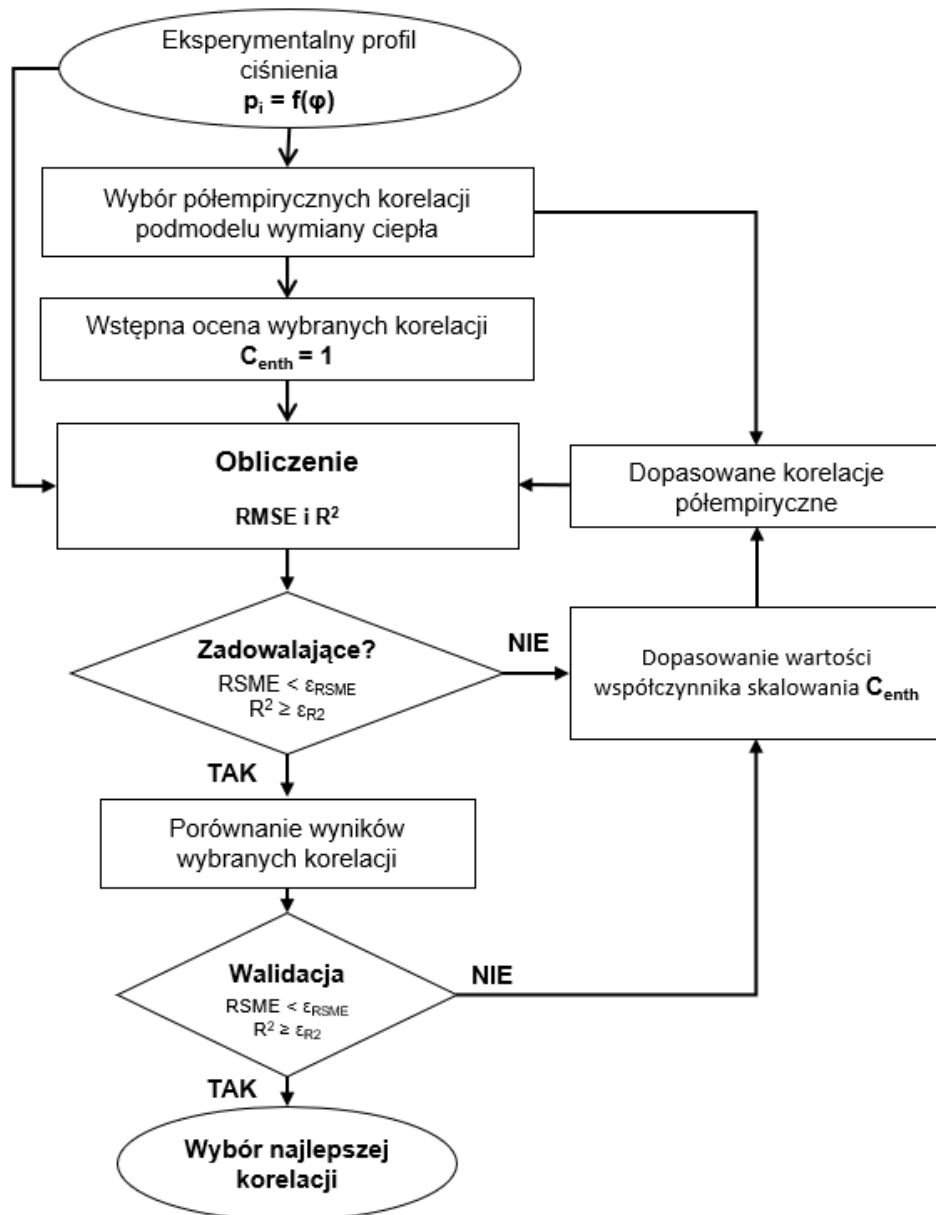 Eksperymentalny profil
ciśnienia
pᵢ = f(φ)
Wybór półempirycznych korelacji
podmodelu wymiany ciepła
Wstępna ocena wybranych korelacji
Centh = 1
Obliczenie
RMSE i R²
Dopasowane korelacje
półempiryczne
Zadowalające?
RSME < εRSME
R² ≥ εR2
NIE
Dopasowanie wartości
współczynnika skalowania Centh
TAK
Porównanie wyników
wybranych korelacji
Walidacja
RSME < εRSME
R² ≥ εR2
NIE
TAK
Wybór najlepszej
korelacji